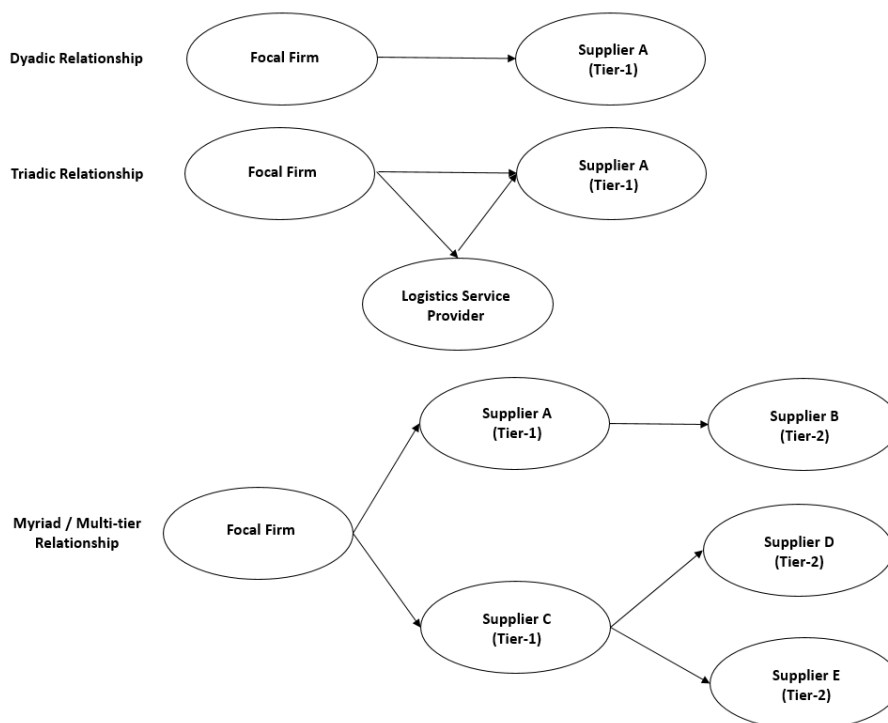 Dyadic Relationship
Focal Firm
Supplier A
(Tier-1)
Triadic Relationship
Focal Firm
Supplier A
(Tier-1)
Logistics Service
Provider
Myriad / Multi-tier
Relationship
Focal Firm
Supplier A
(Tier-1)
Supplier B
(Tier-2)
Supplier C
(Tier-1)
Supplier D
(Tier-2)
Supplier E
(Tier-2)